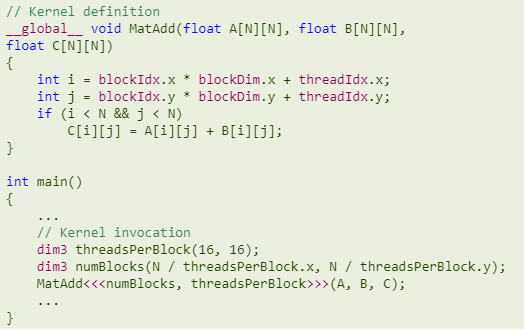 // Kernel definition
__global__ void MatAdd(float A[N][N], float B[N][N],
float C[N][N])
{
    int i = blockIdx.x * blockDim.x + threadIdx.x;
    int j = blockIdx.y * blockDim.y + threadIdx.y;
    if (i < N && j < N)
        C[i][j] = A[i][j] + B[i][j];
}

int main()
{
    ...
    // Kernel invocation
    dim3 threadsPerBlock(16, 16);
    dim3 numBlocks(N / threadsPerBlock.x, N / threadsPerBlock.y);
    MatAdd<<<numBlocks, threadsPerBlock>>>(A, B, C);
    ...
}